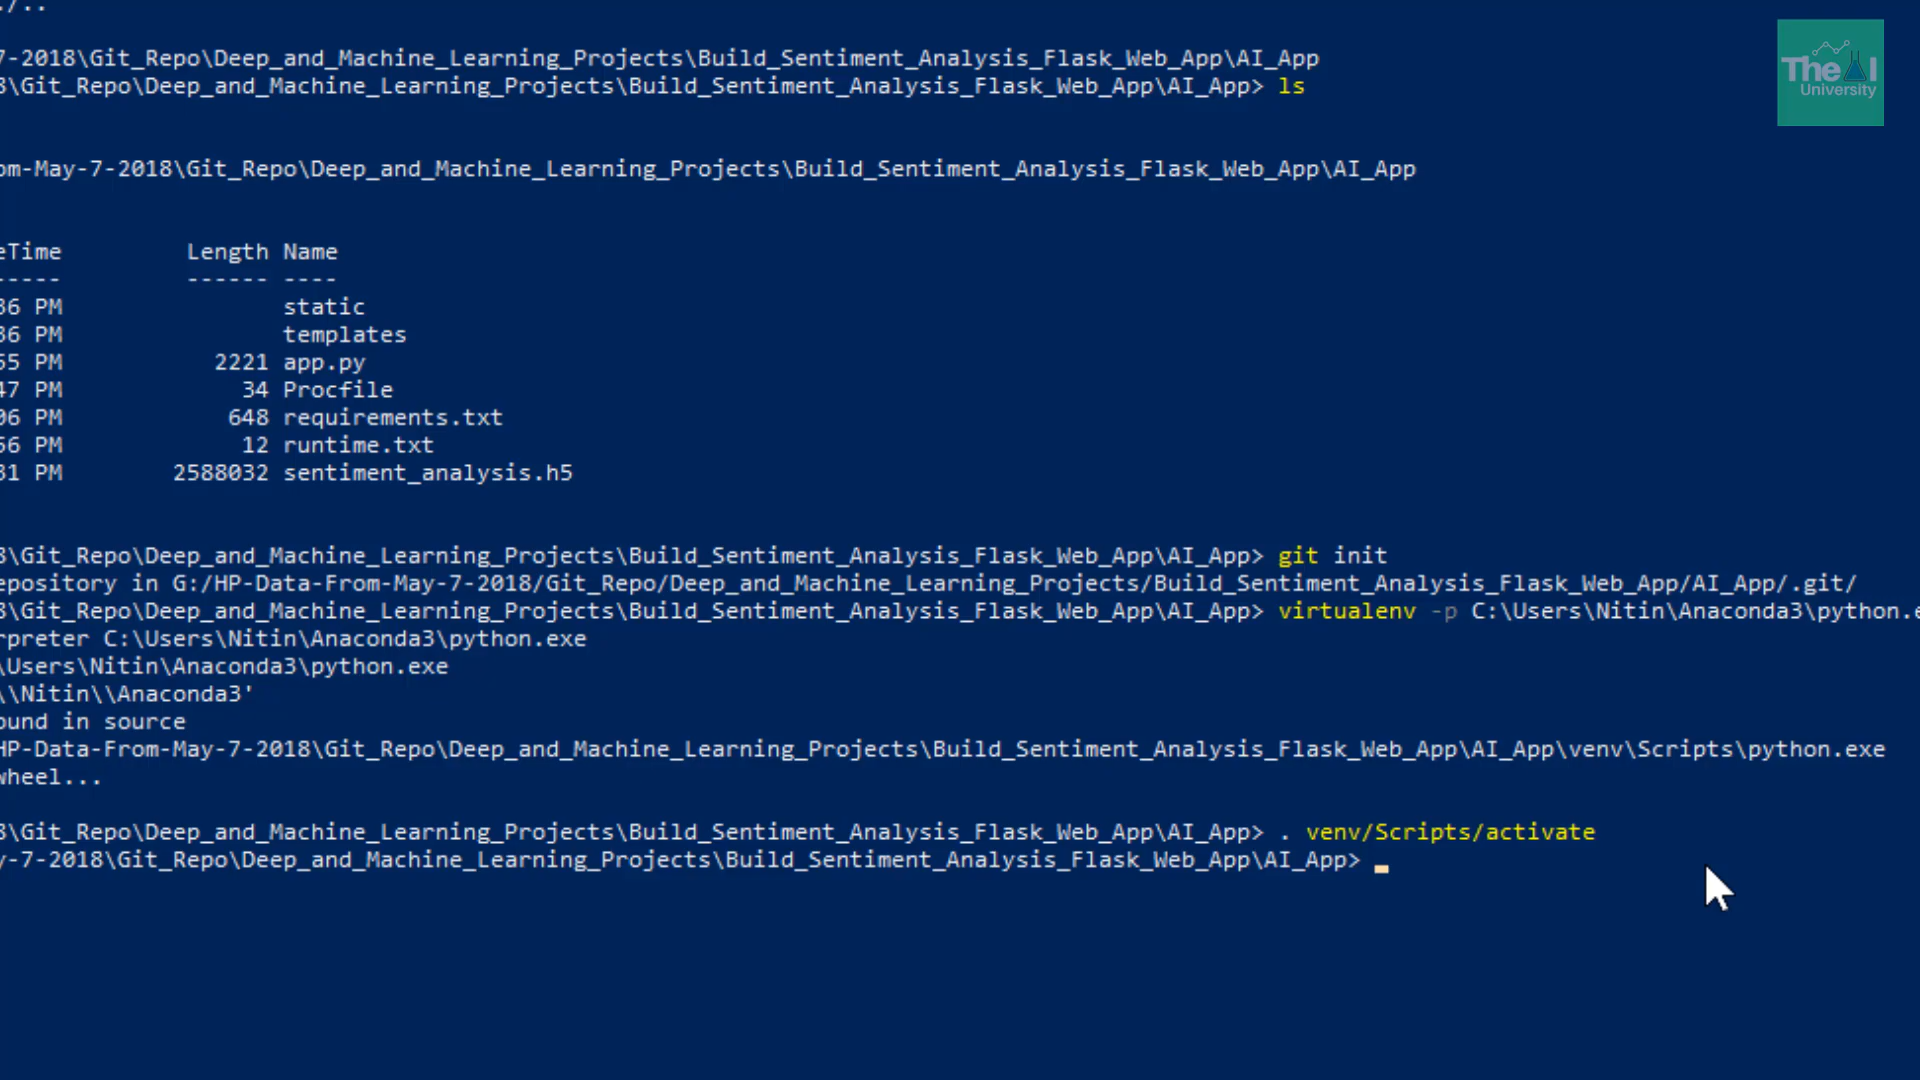 ./..
7-2018\Git_Repo\Deep_and_Machine_Learning_Projects\Build_Sentiment_Analysis_Flask_Web_App\AI_App
8\Git_Repo\Deep_and_Machine_Learning_Projects\Build_Sentiment_Analysis_Flask_Web_App\AI_App> ls
The AI
University
om-May-7-2018\Git_Repo\Deep_and_Machine_Learning_Projects\Build_Sentiment_Analysis_Flask_Web_App\AI_App
eTime Length Name
----- ------ ----
36 PM static
36 PM templates
55 PM 2221 app.py
47 PM 34 Procfile
06 PM 648 requirements.txt
56 PM 12 runtime.txt
31 PM 2588032 sentiment_analysis.h5
8\Git_Repo\Deep_and_Machine_Learning_Projects\Build_Sentiment_Analysis_Flask_Web_App\AI_App> git init
epository in G:/HP-Data-From-May-7-2018/Git_Repo/Deep_and_Machine_Learning_Projects/Build_Sentiment_Analysis_Flask_Web_App/AI_App/.git/
8\Git_Repo\Deep_and_Machine_Learning_Projects\Build_Sentiment_Analysis_Flask_Web_App\AI_App> virtualenv -p C:\Users\Nitin\Anaconda3\python.e
rpreter C:\Users\Nitin\Anaconda3\python.exe
\Users\Nitin\Anaconda3\python.exe
\\Nitin\\Anaconda3'
ound in source
HP-Data-From-May-7-2018\Git_Repo\Deep_and_Machine_Learning_Projects\Build_Sentiment_Analysis_Flask_Web_App\AI_App\venv\Scripts\python.exe
wheel...
8\Git_Repo\Deep_and_Machine_Learning_Projects\Build_Sentiment_Analysis_Flask_Web_App\AI_App> . venv/Scripts/activate
y-7-2018\Git_Repo\Deep_and_Machine_Learning_Projects\Build_Sentiment_Analysis_Flask_Web_App\AI_App>